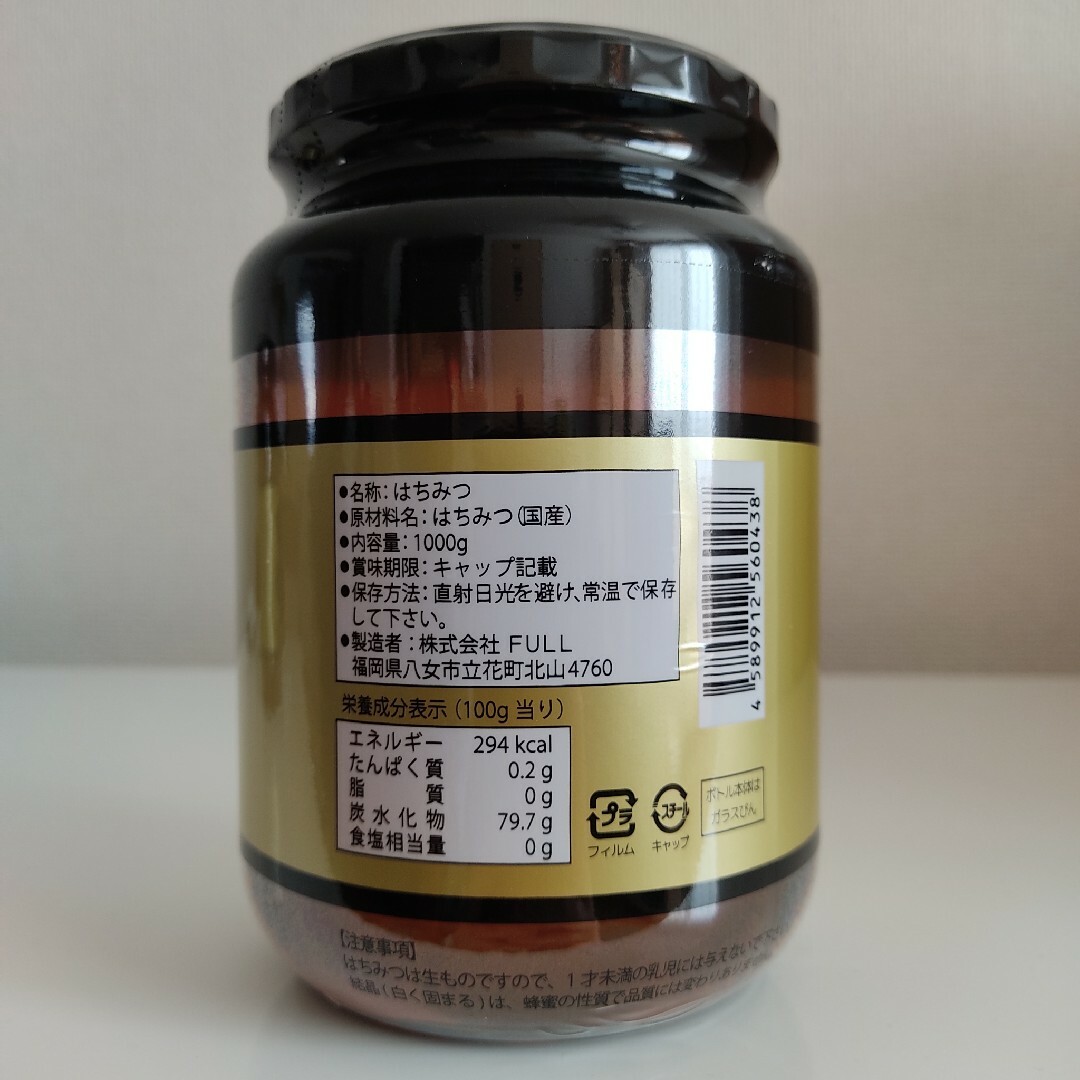 ●名称：はちみつ
●原材料名：はちみつ（国産）
●内容量：1000g
●賞味期限：キャップ記載
●保存方法：直射日光を避け、常温で保存
して下さい。
●製造者：株式会社 FULL
福岡県八女市立花町北山4760
栄養成分表示（100g 当り）
エネルギー 294 kcal
たんぱく質 0.2 g
脂質 0 g
炭水化物 79.7 g
食塩相当量 0 g
4 589912 560438
プラ
フィルム
スチール
キャップ
ボトル本体は
ガラスびん
【注意事項】
はちみつは生ものですので、1才未満の乳児には与えないで下さ
結晶（白く固まる）は、蜂蜜の性質で品質には変わりありま